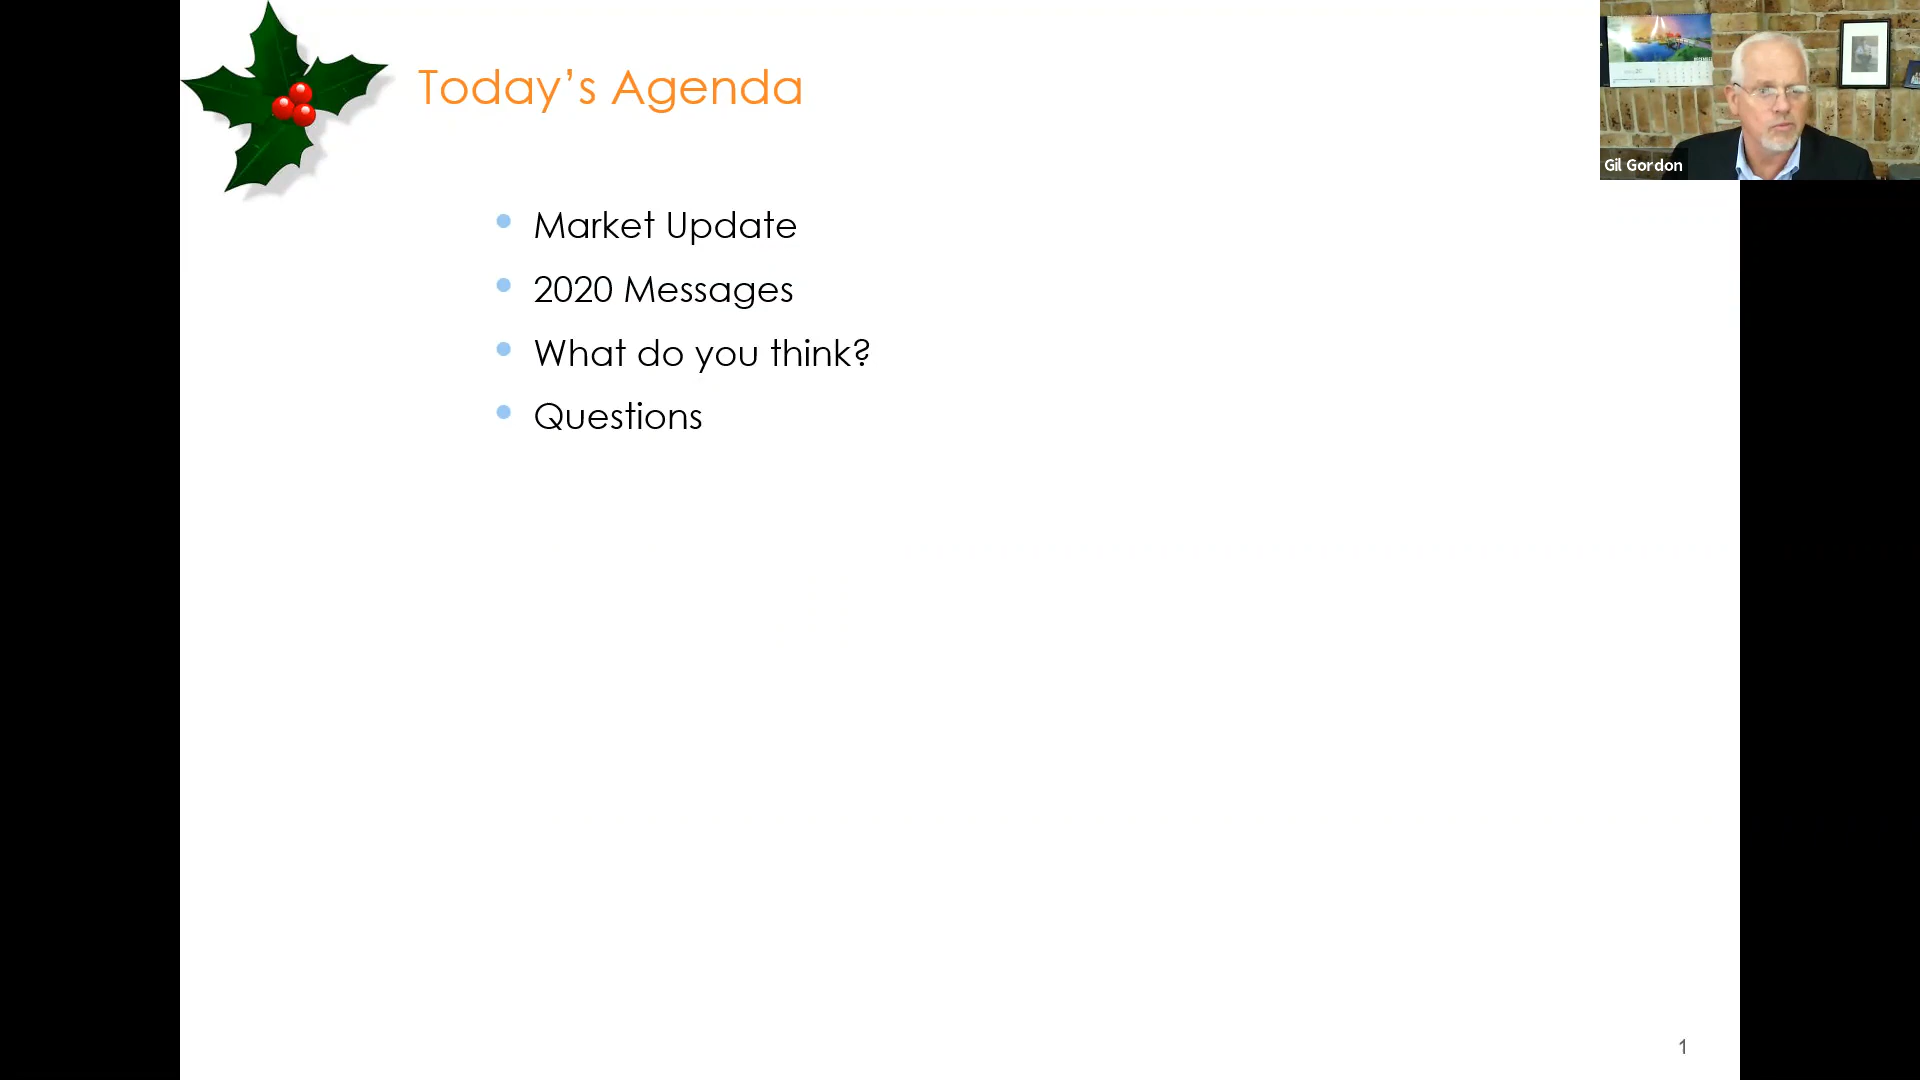 Today’s Agenda
Gil Gordon
Market Update
2020 Messages
What do you think?
Questions
1